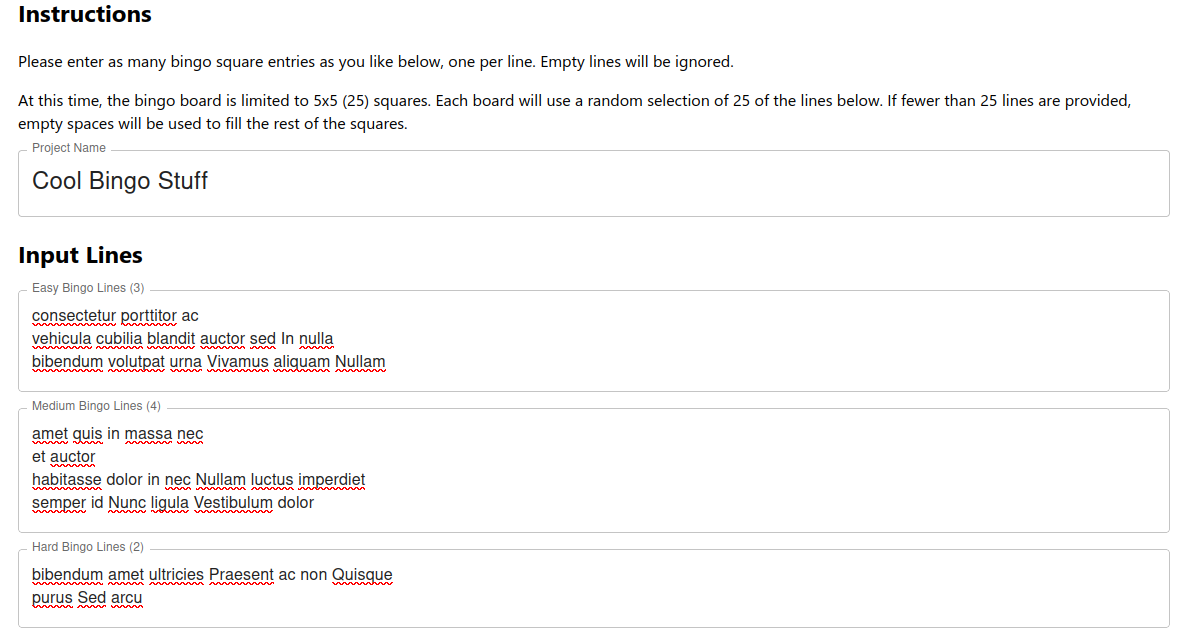 Instructions
Please enter as many bingo square entries as you like below, one per line. Empty lines will be ignored.
At this time, the bingo board is limited to 5x5 (25) squares. Each board will use a random selection of 25 of the lines below. If fewer than 25 lines are provided,
empty spaces will be used to fill the rest of the squares.
Project Name
Cool Bingo Stuff
Input Lines
Easy Bingo Lines (3)
consectetur porttitor ac
vehicula cubilia blandit auctor sed In nulla
bibendum volutpat urna Vivamus aliquam Nullam
Medium Bingo Lines (4)
amet quis in massa nec
et auctor
habitasse dolor in nec Nullam luctus imperdiet
semper id Nunc ligula Vestibulum dolor
Hard Bingo Lines (2)
bibendum amet ultricies Praesent ac non Quisque
purus Sed arcu